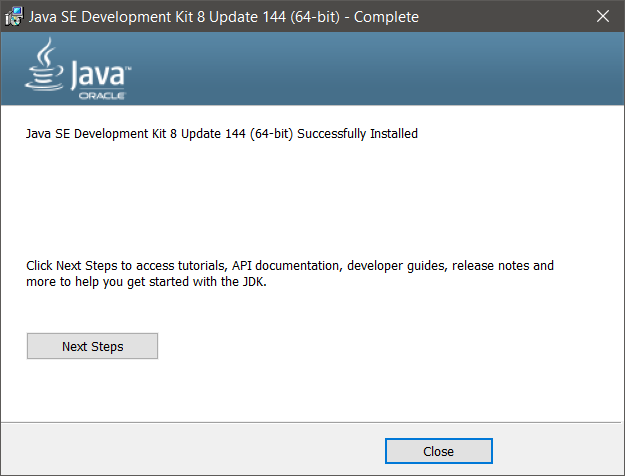 Java SE Development Kit 8 Update 144 (64-bit) - Complete
Java™
ORACLE
Java SE Development Kit 8 Update 144 (64-bit) Successfully Installed
Click Next Steps to access tutorials, API documentation, developer guides, release notes and
more to help you get started with the JDK.
Next Steps
Close